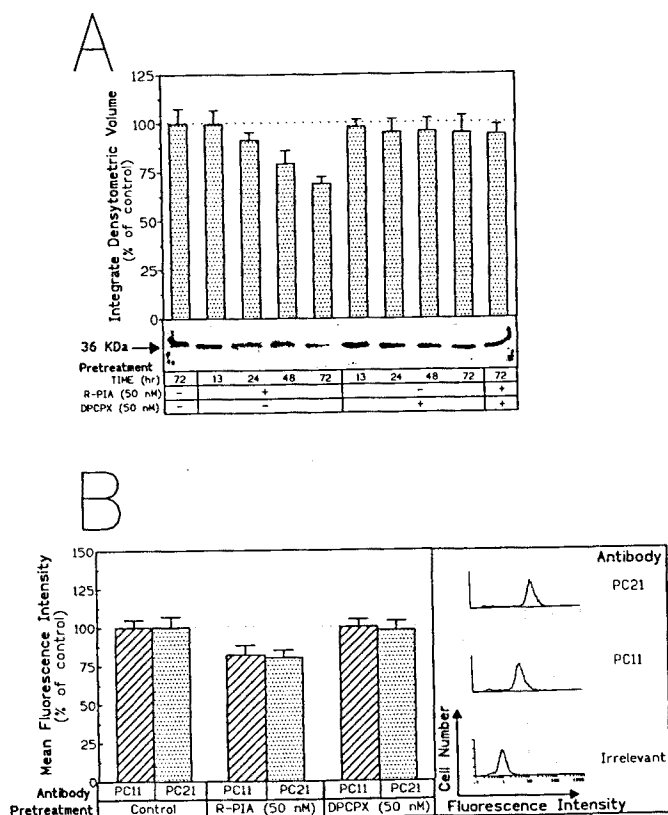 A
Integrate Densytometric Volume
(% of control)
125
100
75
50
25
0
36 KDa
Pretreatment
TIME (hr) 72 13 24 48 72 13 24 48 72 72
R-PIA (50 nM) - + - +
DPCPX (50 nM) - - + +
B
Mean Fluorescence Intensity
(% of control)
150
125
100
75
50
25
0
Antibody PC11 PC21 PC11 PC21 PC11 PC21
Pretreatment Control R-PIA (50 nM) DPCPX (50 nM)
Antibody
PC21
PC11
Irrelevant
Cell Number
Fluorescence Intensity